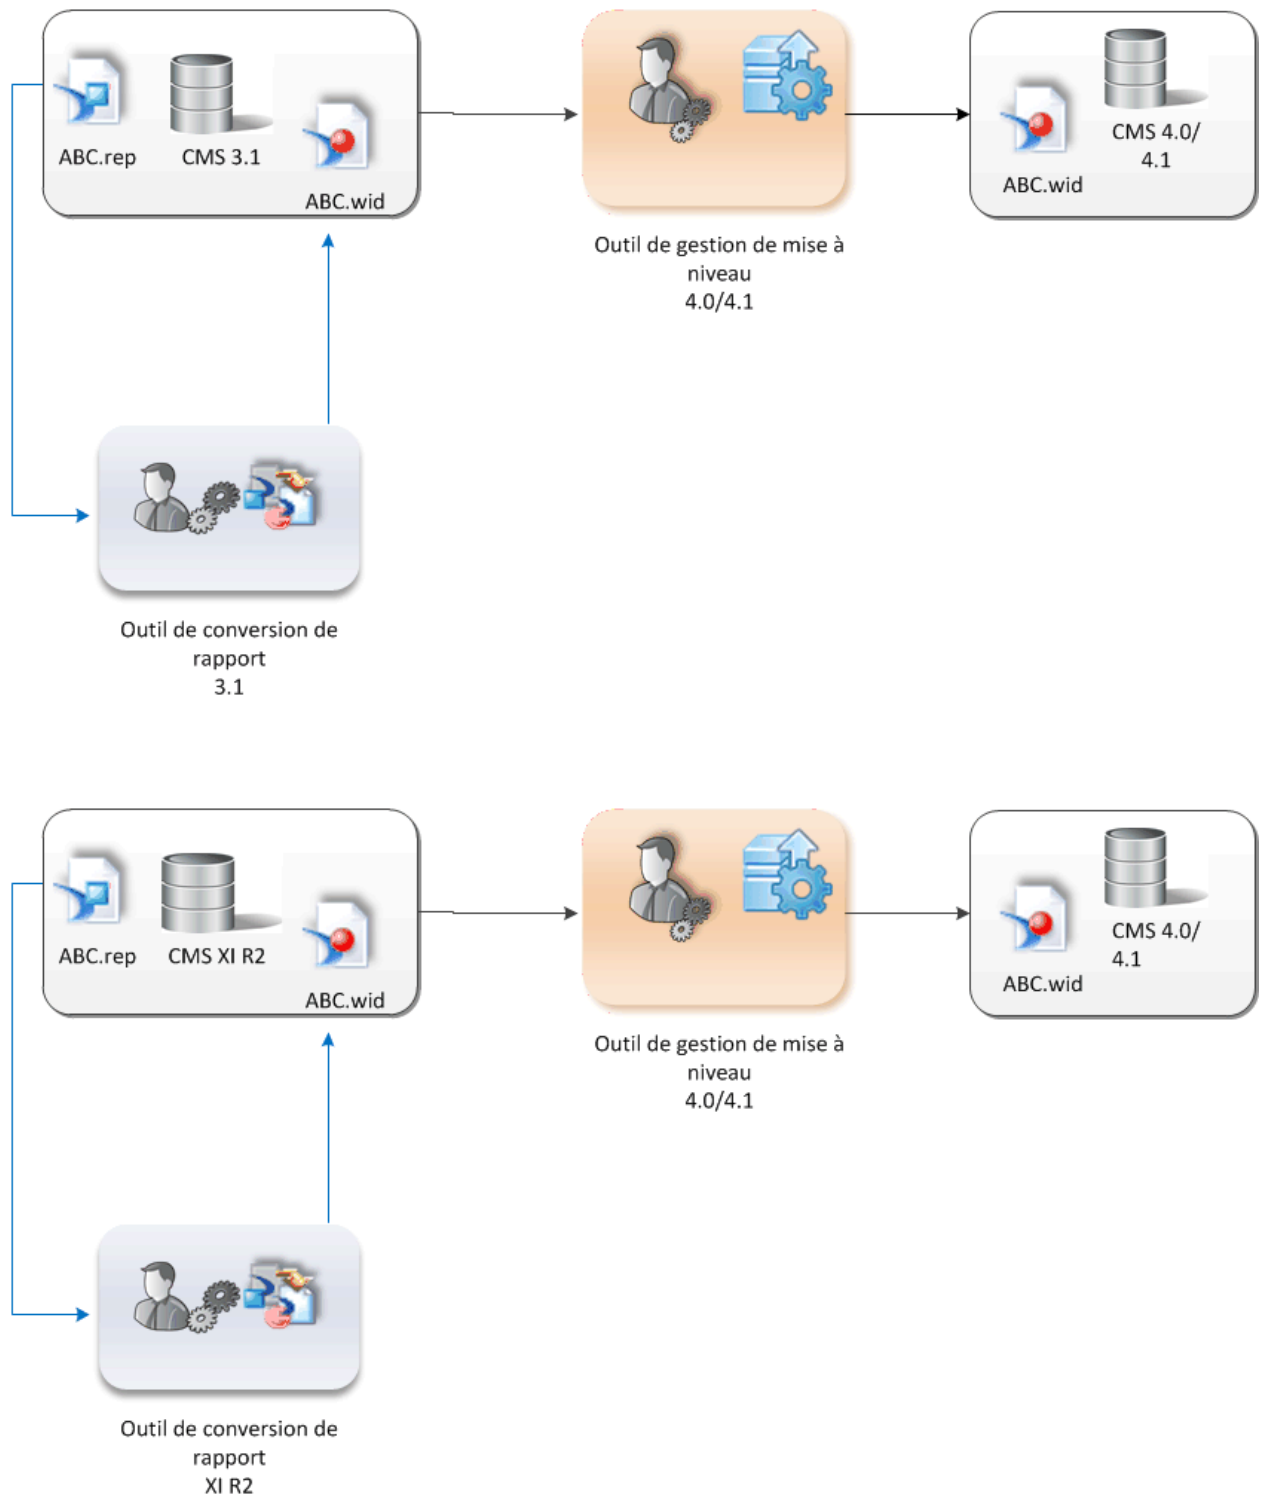 ABC.rep
CMS 3.1
ABC.wid
Outil de gestion de mise à
niveau
4.0/4.1
ABC.wid
CMS 4.0/
4.1
Outil de conversion de
rapport
3.1
ABC.rep
CMS XI R2
ABC.wid
Outil de gestion de mise à
niveau
4.0/4.1
ABC.wid
CMS 4.0/
4.1
Outil de conversion de
rapport
XI R2